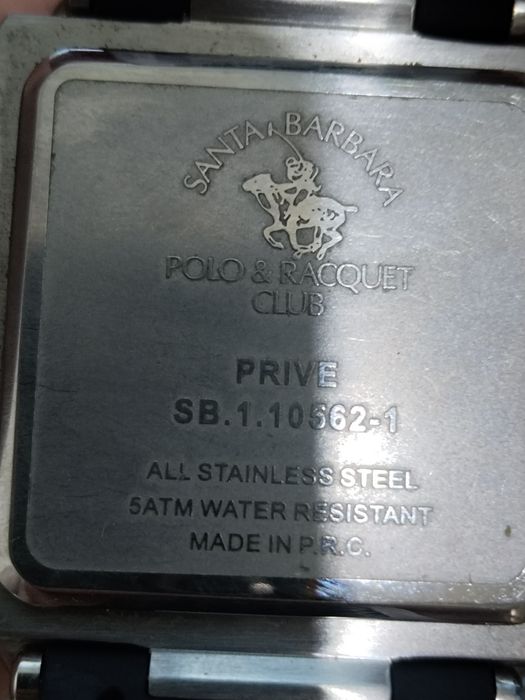 SANTA BARBARA
POLO & RACQUET
CLUB
PRIVE
SB.1.10562-1
ALL STAINLESS STEEL
5ATM WATER RESISTANT
MADE IN P.R.C.